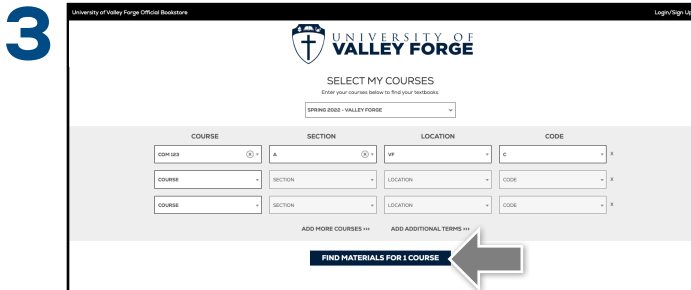 3
University of Valley Forge Official Bookstore Login/Sign Up
UNIVERSITY OF
VALLEY FORGE
SELECT MY COURSES
Enter your courses below to find your textbooks.
SPRING 2022 - VALLEY FORGE
COURSE SECTION LOCATION CODE
COM 123 X A X VF C X
COURSE SECTION LOCATION CODE X
COURSE SECTION LOCATION CODE X
ADD MORE COURSES >>> ADD ADDITIONAL TERMS >>>
FIND MATERIALS FOR 1 COURSE